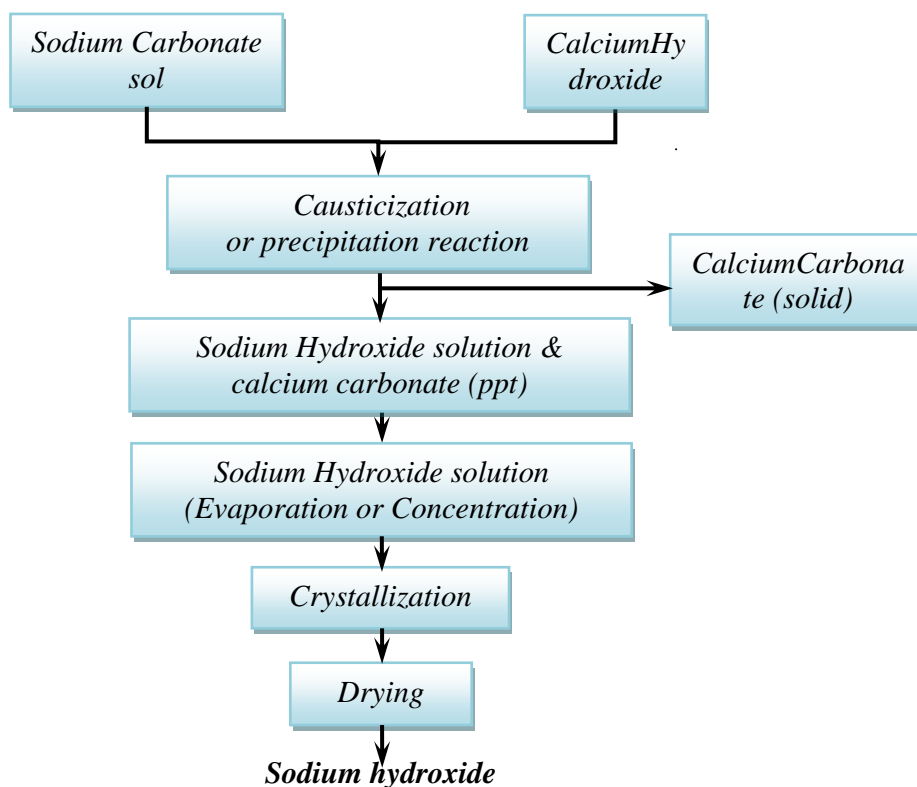 Sodium Carbonate
sol
CalciumHy
droxide
Causticization
or precipitation reaction
CalciumCarbona
te (solid)
Sodium Hydroxide solution &
calcium carbonate (ppt)
Sodium Hydroxide solution
(Evaporation or Concentration)
Crystallization
Drying
Sodium hydroxide